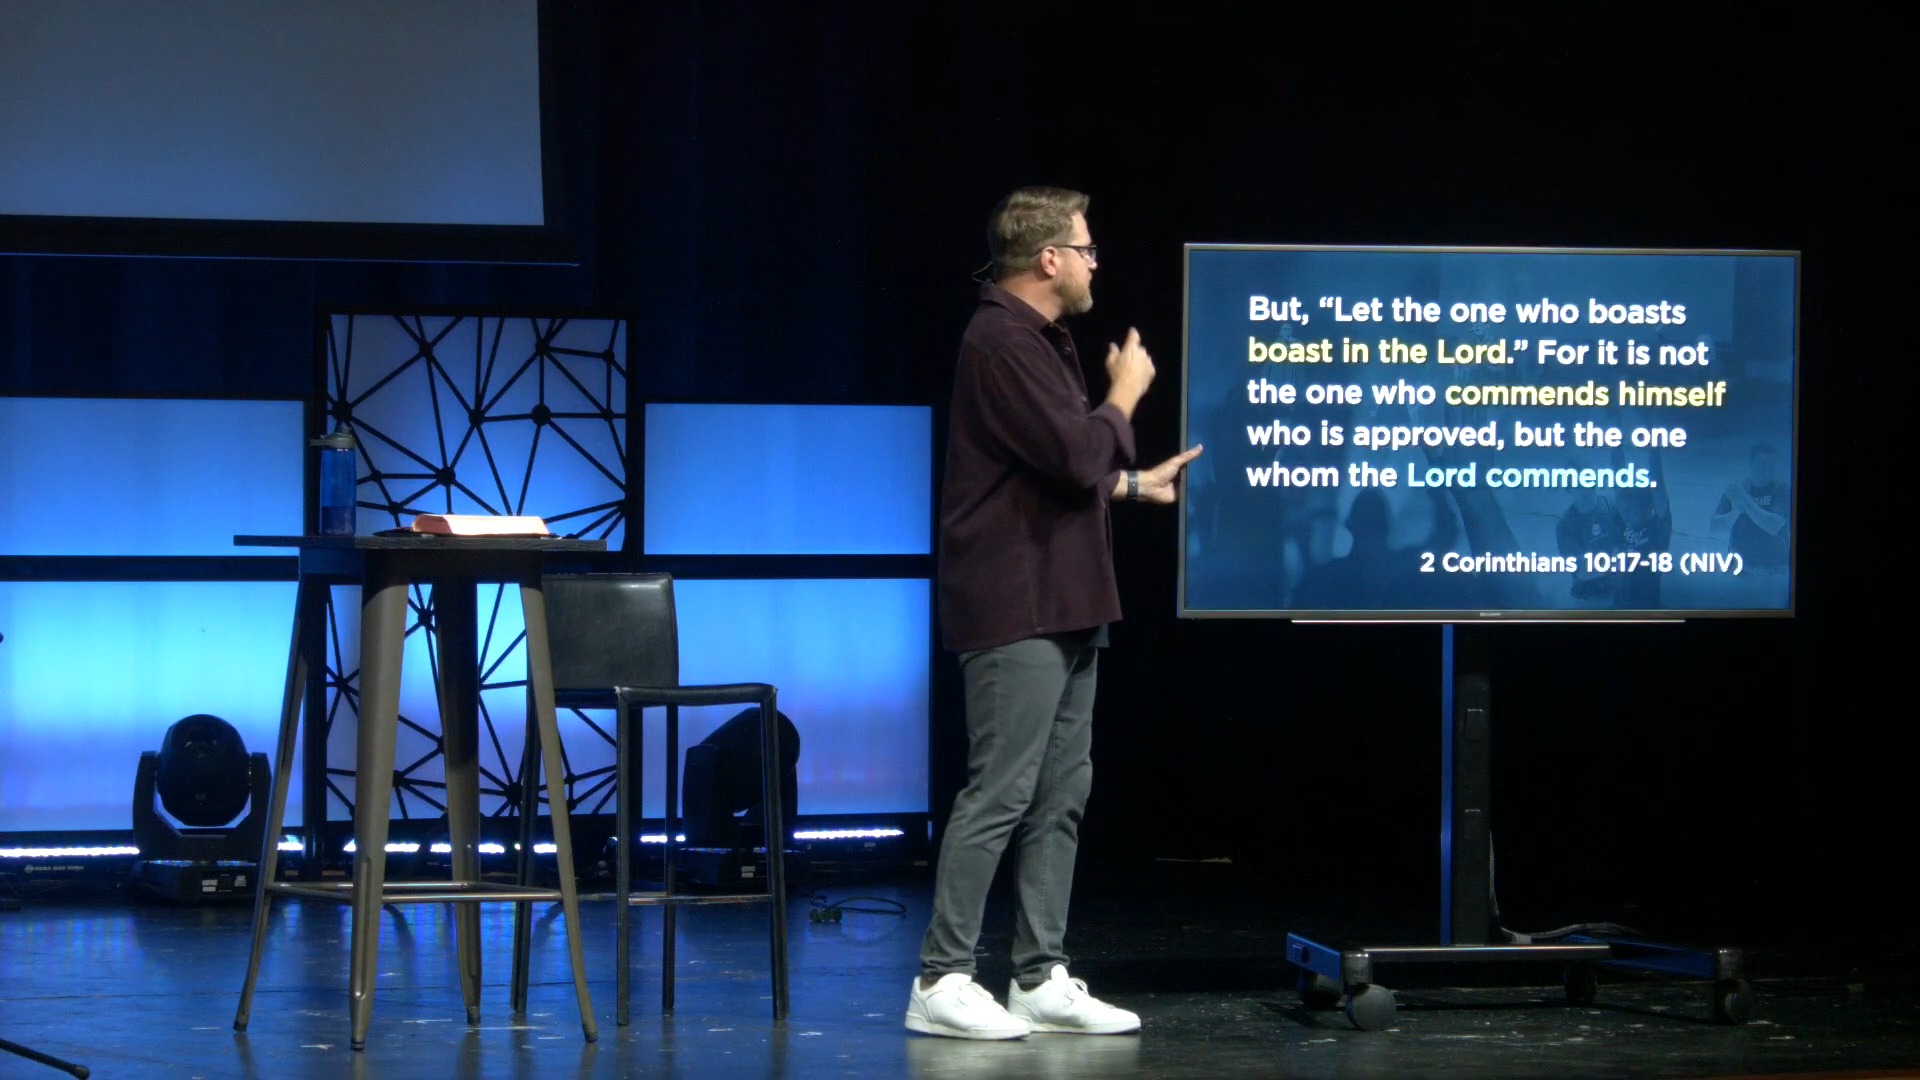 But, “Let the one who boasts
boast in the Lord.” For it is not
the one who commends himself
who is approved, but the one
whom the Lord commends.
2 Corinthians 10:17-18 (NIV)